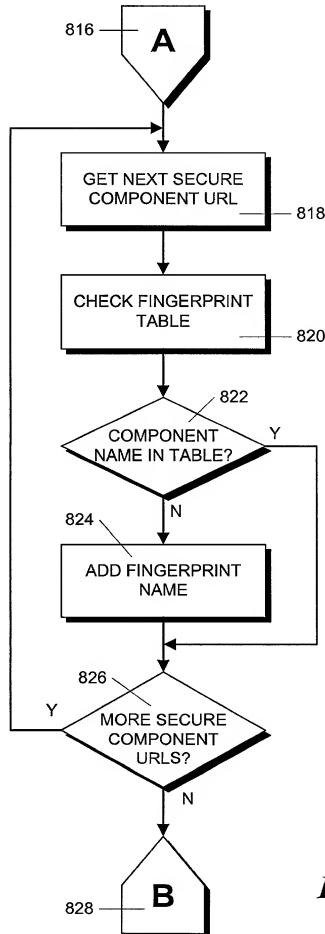 816
A
GET NEXT SECURE
COMPONENT URL
818
CHECK FINGERPRINT
TABLE
820
822
COMPONENT
NAME IN TABLE?
Y
N
824
ADD FINGERPRINT
NAME
826
Y
MORE SECURE
COMPONENT
URLS?
N
B
828